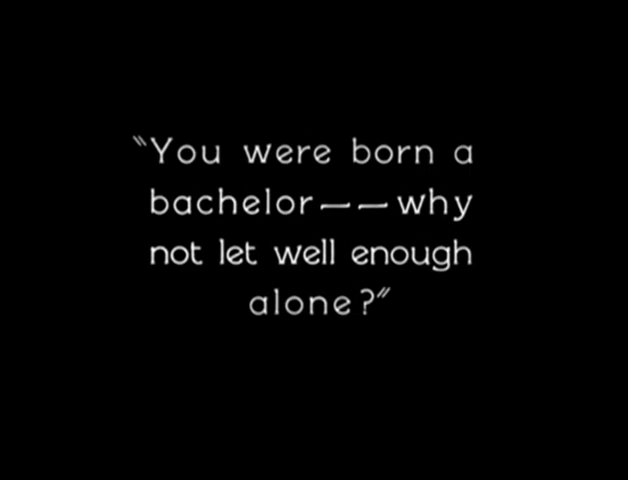 "You were born a
bachelor——why
not let well enough
alone?"